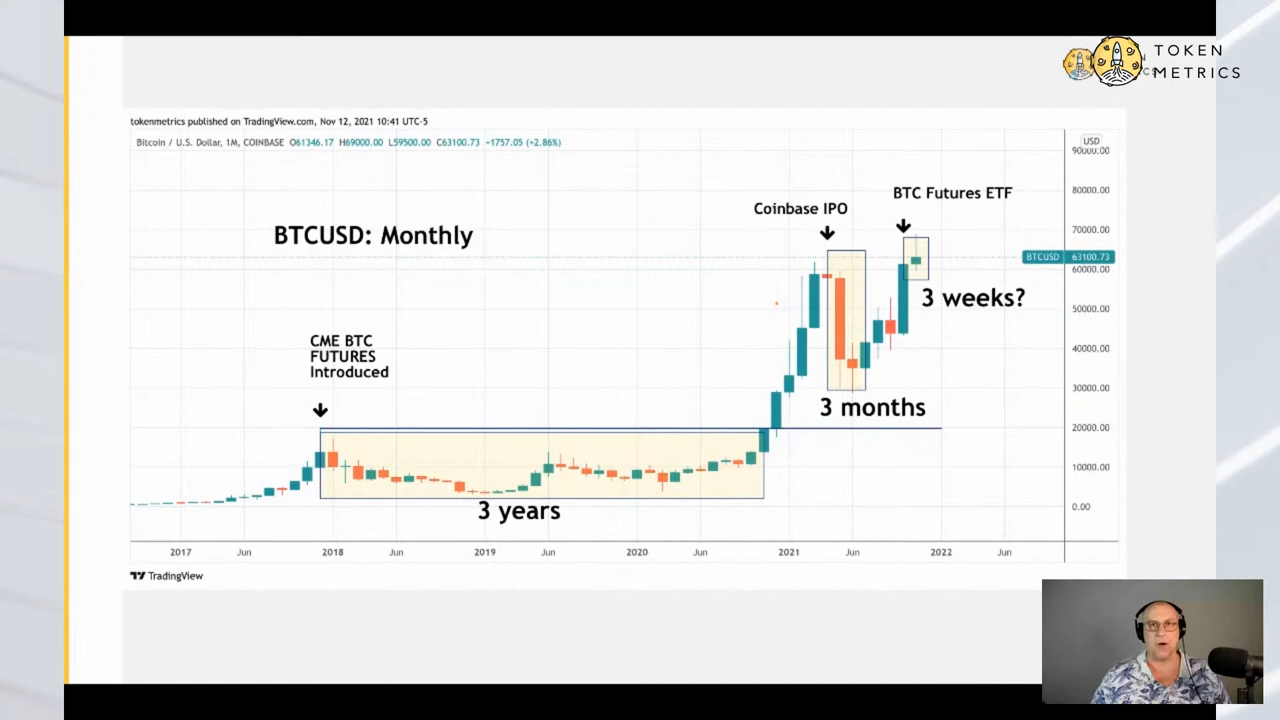 TOKEN
METRICS
tokenmetrics published on TradingView.com, Nov 12, 2021 10:41 UTC-5
Bitcoin / U.S. Dollar, 1M, COINBASE O61346.17 H69000.00 L59500.00 C63100.73 +1757.05 (+2.86%)
USD
90000.00
80000.00
70000.00
BTCUSD 63100.73
60000.00
50000.00
40000.00
30000.00
20000.00
10000.00
0.00
BTC Futures ETF
Coinbase IPO
BTCUSD: Monthly
3 weeks?
CME BTC
FUTURES
Introduced
3 months
3 years
2017 Jun 2018 Jun 2019 Jun 2020 Jun 2021 Jun 2022 Jun
TradingView